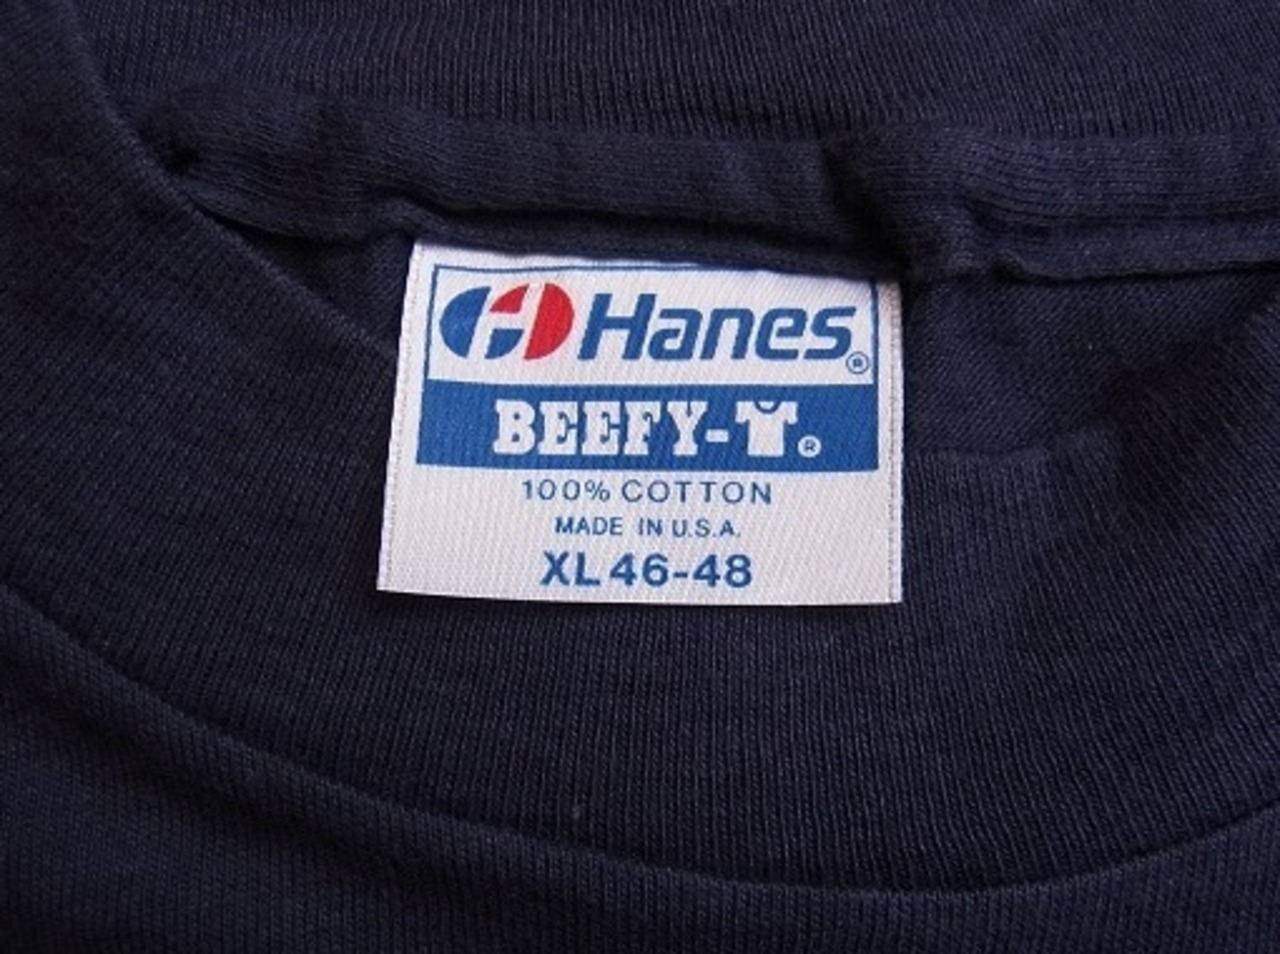 Hanes®
BEEFY-T®
100% COTTON
MADE IN U.S.A.
XL 46-48